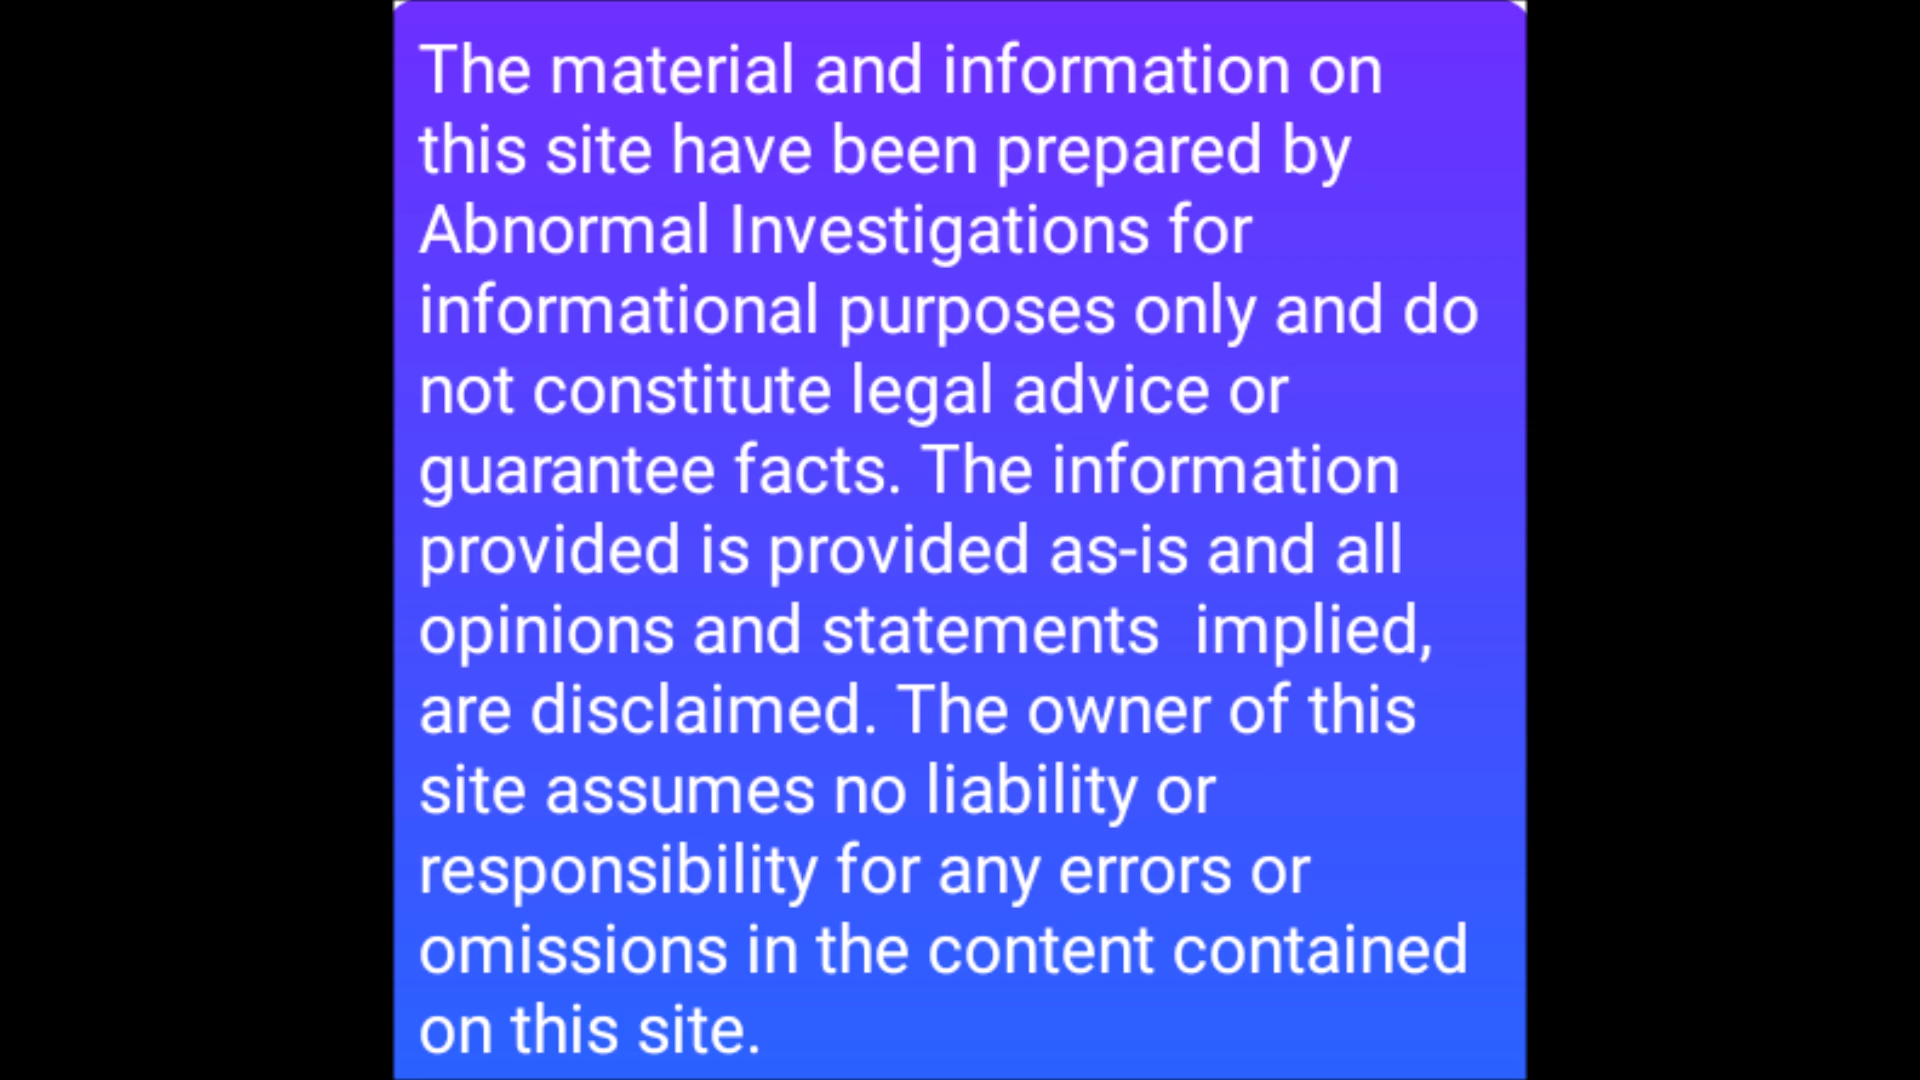 The material and information on
this site have been prepared by
Abnormal Investigations for
informational purposes only and do
not constitute legal advice or
guarantee facts. The information
provided is provided as-is and all
opinions and statements  implied,
are disclaimed. The owner of this
site assumes no liability or
responsibility for any errors or
omissions in the content contained
on this site.